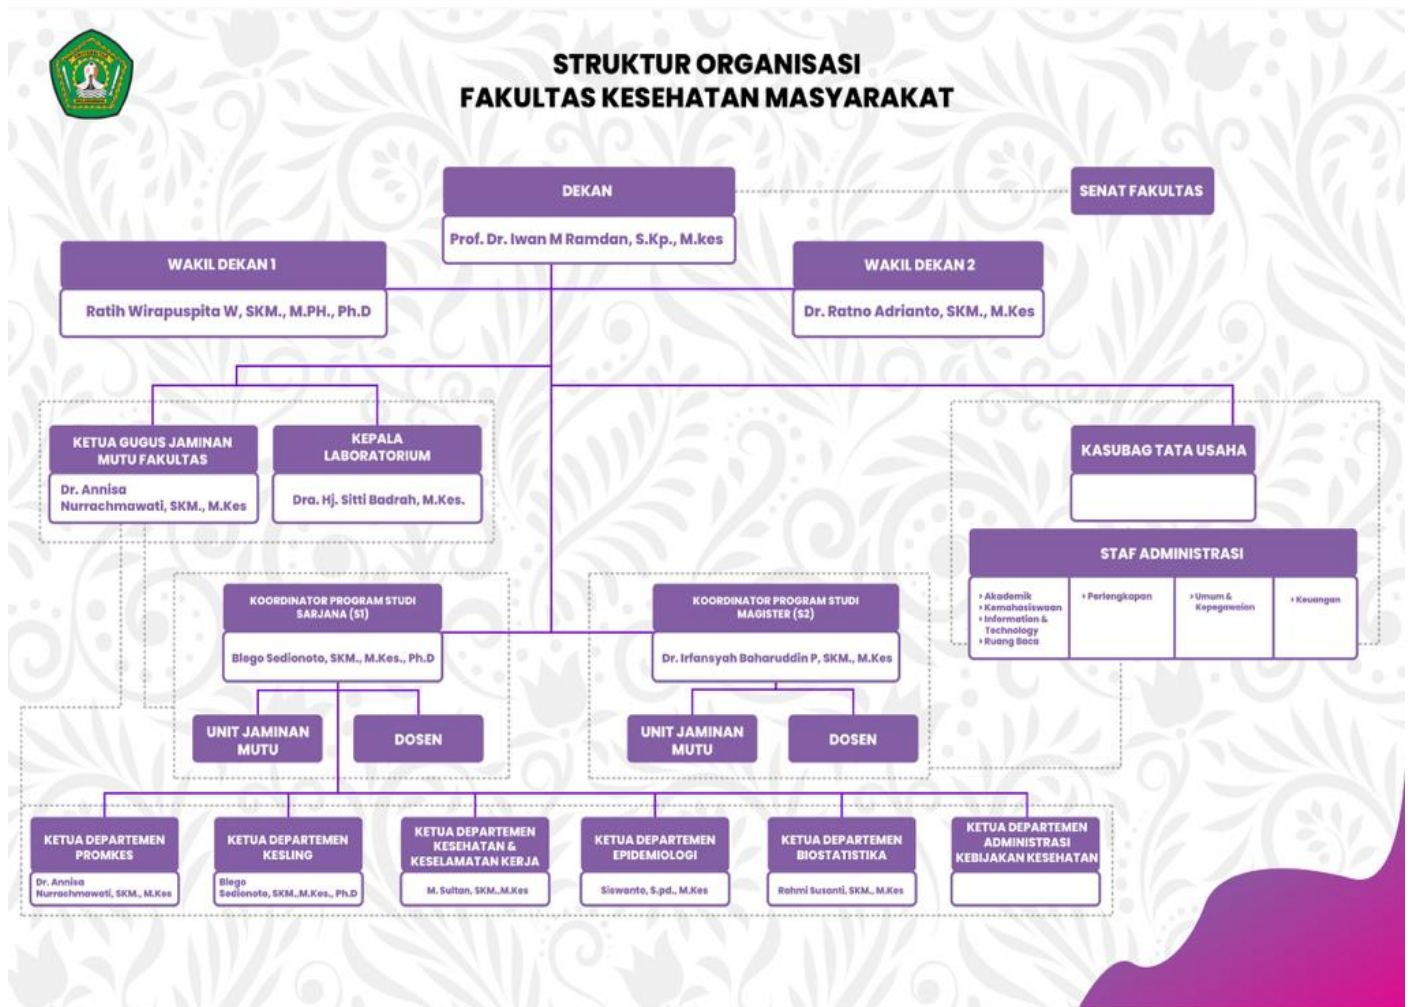 STRUKTUR ORGANISASI
FAKULTAS KESEHATAN MASYARAKAT
DEKAN
Prof. Dr. Iwan M Ramdan, S.Kp., M.kes
SENAT FAKULTAS
WAKIL DEKAN 1
Ratih Wirapuspita W, SKM., M.PH., Ph.D
WAKIL DEKAN 2
Dr. Ratno Adrianto, SKM., M.Kes
KETUA GUGUS JAMINAN
MUTU FAKULTAS
Dr. Annisa
Nurrachmawati, SKM., M.Kes
KEPALA
LABORATORIUM
Dra. Hj. Sitti Badrah, M.Kes.
KASUBAG TATA USAHA
STAF ADMINISTRASI
Akademik
Kemahasiswaan
Information &
Technology
Ruang Baca
Perlengkapan
Umum &
Kepegawaian
Keuangan
KOORDINATOR PROGRAM STUDI
SARJANA (S1)
Blego Sedionoto, SKM., M.Kes., Ph.D
UNIT JAMINAN
MUTU
DOSEN
KOORDINATOR PROGRAM STUDI
MAGISTER (S2)
Dr. Irfansyah Baharuddin P, SKM., M.Kes
UNIT JAMINAN
MUTU
DOSEN
KETUA DEPARTEMEN
PROMKES
Dr. Annisa
Nurrachmawati, SKM., M.Kes
KETUA DEPARTEMEN
KESLING
Blego
Sedionoto, SKM.,M.Kes., Ph.D
KETUA DEPARTEMEN
KESEHATAN &
KESELAMATAN KERJA
M. Sultan, SKM.,M.Kes
KETUA DEPARTEMEN
EPIDEMIOLOGI
Siswanto, S.pd., M.Kes
KETUA DEPARTEMEN
BIOSTATISTIKA
Rahmi Susanti, SKM., M.Kes
KETUA DEPARTEMEN
ADMINISTRASI
KEBIJAKAN KESEHATAN